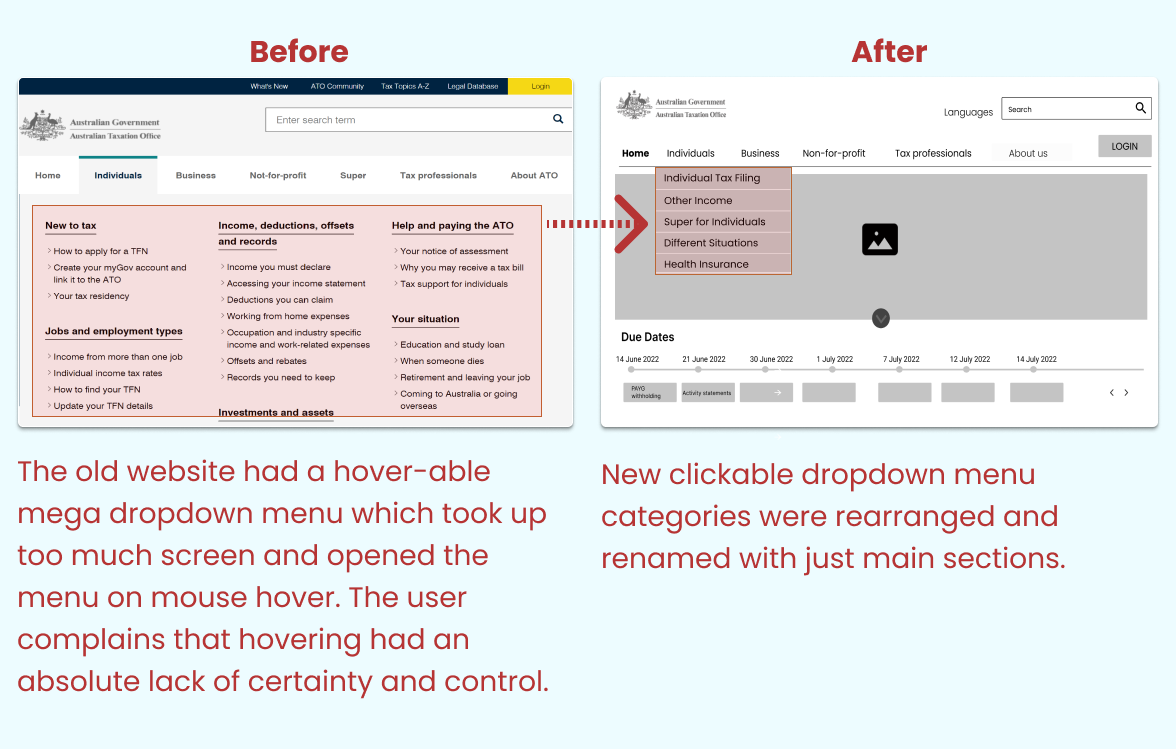 Before
What's New
ATO Community
Tax Topics A-Z
Legal Database
Login
Australian Government
Australian Taxation Office
Enter search term
Home
Individuals
Business
Not-for-profit
Super
Tax professionals
About ATO
New to tax
How to apply for a TFN
Create your myGov account and
link it to the ATO
Your tax residency
Jobs and employment types
Income from more than one job
Individual income tax rates
How to find your TFN
Update your TFN details
Income, deductions, offsets
and records
Income you must declare
Accessing your income statement
Deductions you can claim
Working from home expenses
Occupation and industry specific
income and work-related expenses
Offsets and rebates
Records you need to keep
Investments and assets
Help and paying the ATO
Your notice of assessment
Why you may receive a tax bill
Tax support for individuals
Your situation
Education and study loan
When someone dies
Retirement and leaving your job
Coming to Australia or going
overseas
The old website had a hover-able
mega dropdown menu which took up
too much screen and opened the
menu on mouse hover. The user
complains that hovering had an
absolute lack of certainty and control.
After
Australian Government
Australian Taxation Office
Languages
Search
LOGIN
Home
Individuals
Business
Non-for-profit
Tax professionals
About us
Individual Tax Filing
Other Income
Super for Individuals
Different Situations
Health Insurance
Due Dates
14 June 2022
21 June 2022
30 June 2022
1 July 2022
7 July 2022
12 July 2022
14 July 2022
PAYG
withholding
Activity statements
New clickable dropdown menu
categories were rearranged and
renamed with just main sections.